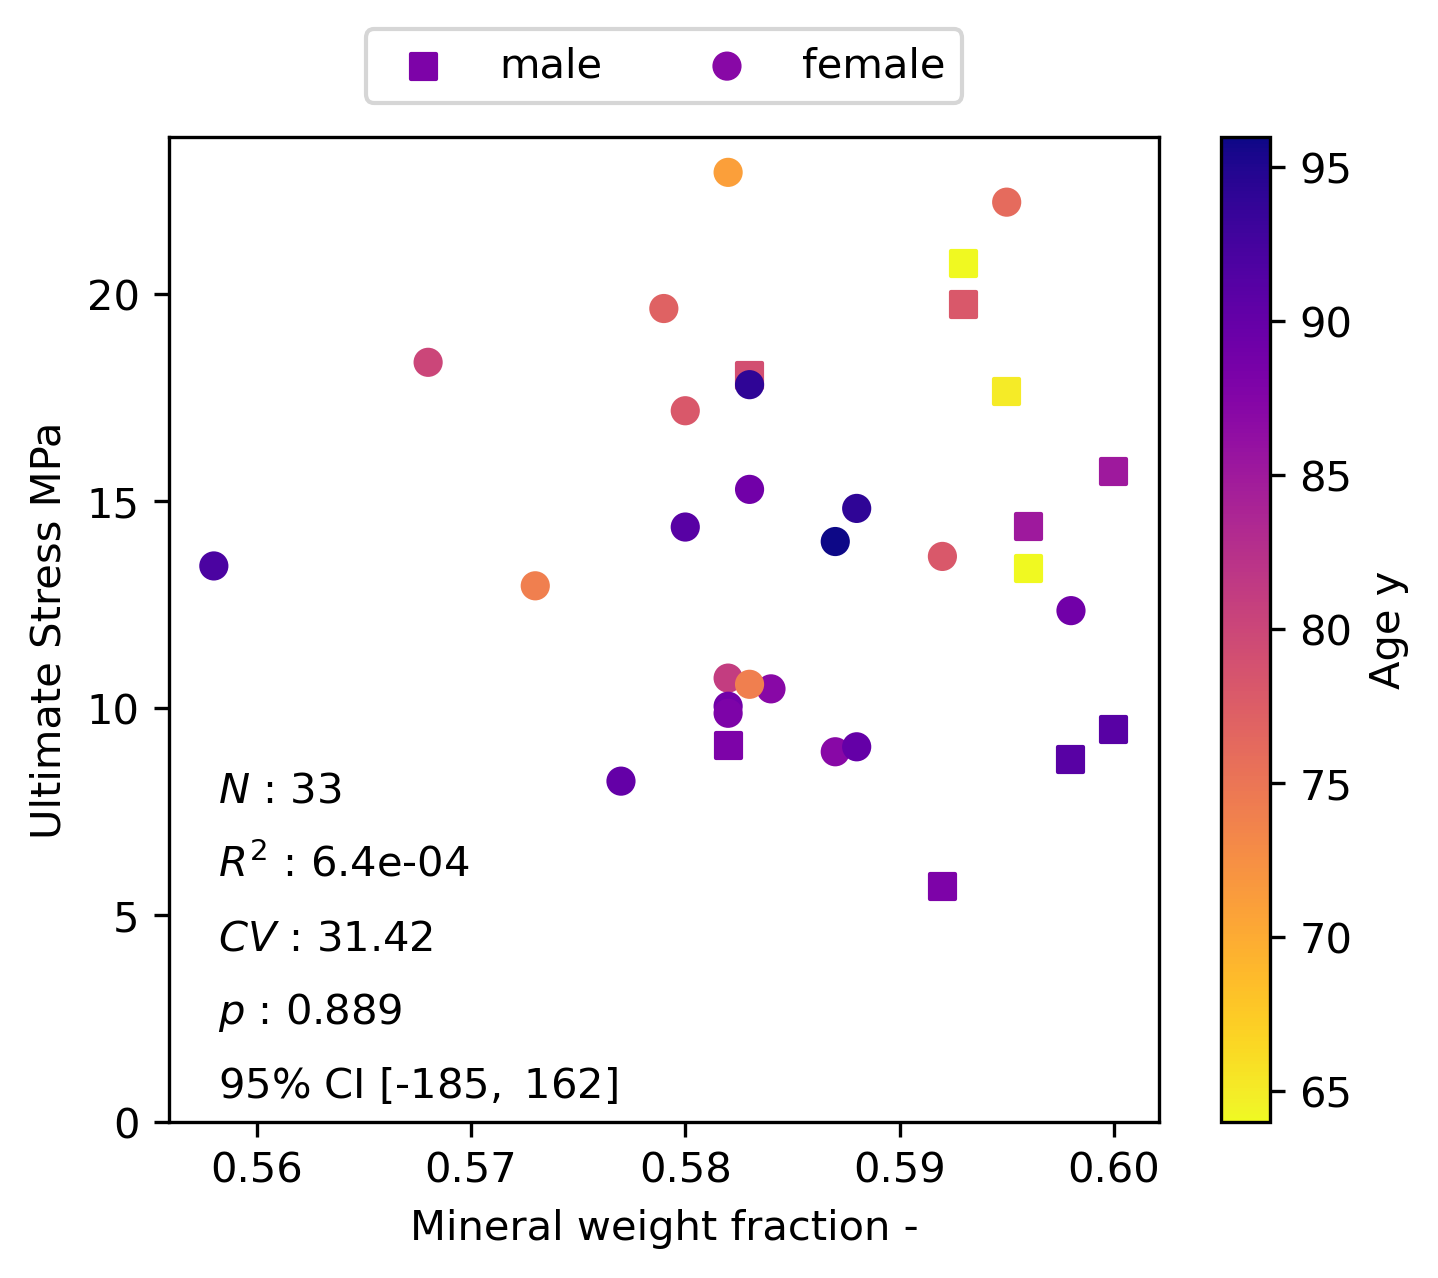 male female
95
90
85
80
75
70
65
Age y
20
15
10
5
0
Ultimate Stress MPa
N : 33
R² : 6.4e-04
CV : 31.42
p : 0.889
95% CI [-185, 162]
0.56 0.57 0.58 0.59 0.60
Mineral weight fraction -